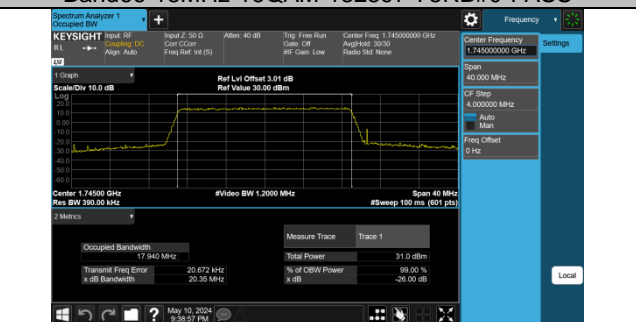 Spectrum Analyzer 1
Occupied BW
Frequency
KEYSIGHT
Input: RF
Coupling: DC
Align: Auto
Input Z: 50 Ω
Corr CCorr
Freq Ref: Int (S)
Atten: 40 dB
Trig: Free Run
Gate: Off
#IF Gain: Low
Center Freq: 1.745000000 GHz
Avg|Hold: 30/30
Radio Std: None
RL
LW
Center Frequency
1.745000000 GHz
Settings
Span
40.000 MHz
CF Step
4.000000 MHz
Auto
Man
Freq Offset
0 Hz
Local
1 Graph
Scale/Div 10.0 dB
Ref Lvl Offset 3.01 dB
Ref Value 30.00 dBm
Log
20.0
10.0
0.00
-10.0
-20.0
-30.0
-40.0
-50.0
-60.0
Center 1.74500 GHz
#Video BW 1.2000 MHz
Span 40 MHz
Res BW 390.00 kHz
#Sweep 100 ms (601 pts)
2 Metrics
Measure Trace
Trace 1
Occupied Bandwidth
17.940 MHz
Total Power
31.0 dBm
Transmit Freq Error
20.672 kHz
% of OBW Power
99.00 %
x dB Bandwidth
20.35 MHz
x dB
-26.00 dB
May 10, 2024
9:38:57 PM